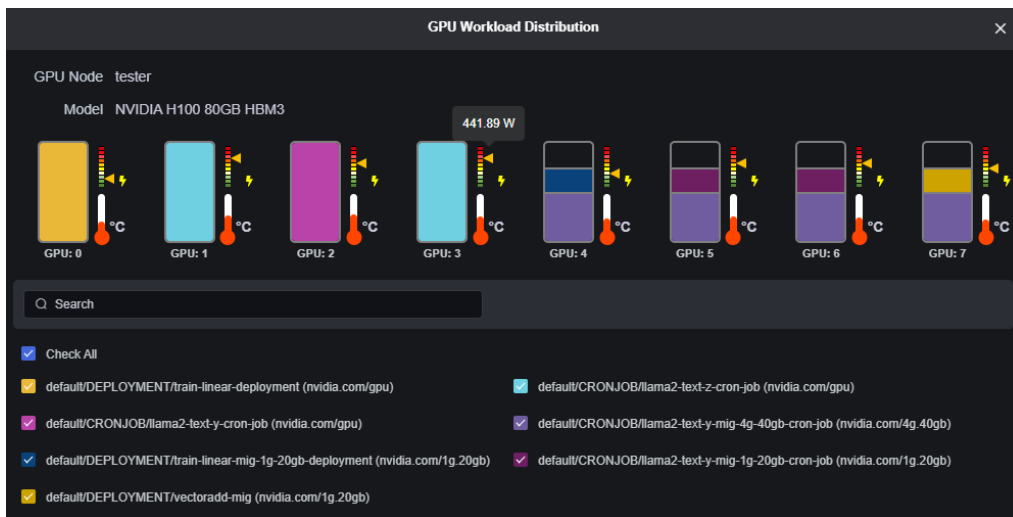 GPU Workload Distribution
GPU Node tester
Model NVIDIA H100 80GB HBM3
441.89 W
°C °C °C °C °C °C °C °C
GPU: 0 GPU: 1 GPU: 2 GPU: 3 GPU: 4 GPU: 5 GPU: 6 GPU: 7
Search
Check All
default/DEPLOYMENT/train-linear-deployment (nvidia.com/gpu)
default/CRONJOB/llama2-text-z-cron-job (nvidia.com/gpu)
default/CRONJOB/llama2-text-y-cron-job (nvidia.com/gpu)
default/CRONJOB/llama2-text-y-mig-4g-40gb-cron-job (nvidia.com/4g.40gb)
default/DEPLOYMENT/train-linear-mig-1g-20gb-deployment (nvidia.com/1g.20gb)
default/CRONJOB/llama2-text-y-mig-1g-20gb-cron-job (nvidia.com/1g.20gb)
default/DEPLOYMENT/vectoradd-mig (nvidia.com/1g.20gb)